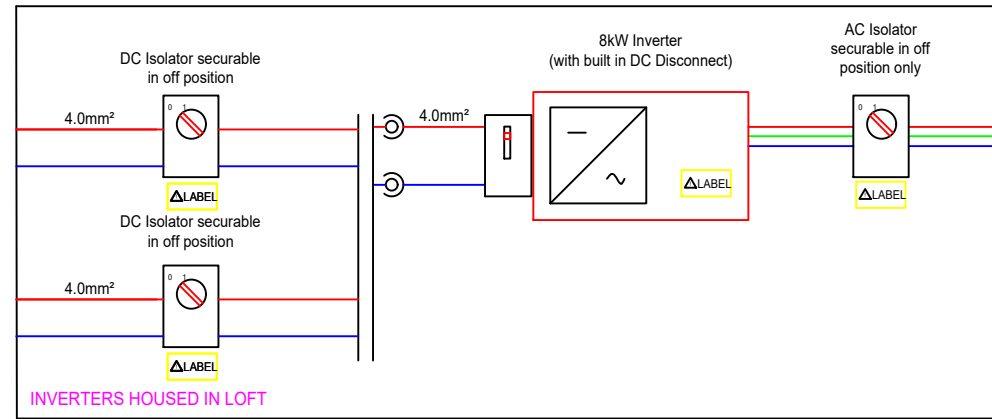 DC Isolator securable
in off position
0 1
4.0mm²
LABEL
DC Isolator securable
in off position
0 1
4.0mm²
LABEL
INVERTERS HOUSED IN LOFT
4.0mm²
8kW Inverter
(with built in DC Disconnect)
LABEL
AC Isolator
securable in off
position only
0 1
LABEL